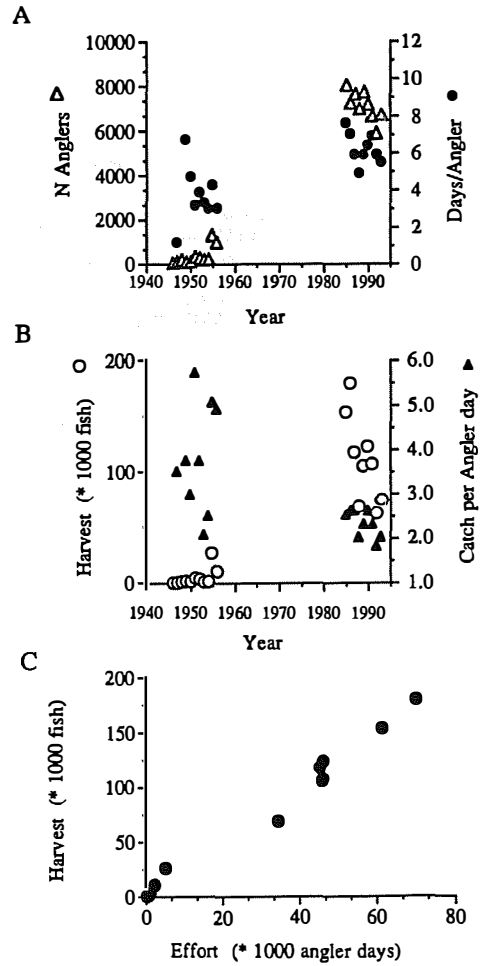 A
N Anglers Δ
10000
8000
6000
4000
2000
0
12
10
8
6
4
2
0
Days/Angler ●
1940 1950 1960 1970 1980 1990
Year
B
Harvest (* 1000 fish) O
200
100
0
6.0
5.0
4.0
3.0
2.0
1.0
Catch per Angler day ▲
1940 1950 1960 1970 1980 1990
Year
C
Harvest (* 1000 fish)
200
150
100
50
0
0 20 40 60 80
Effort (* 1000 angler days)